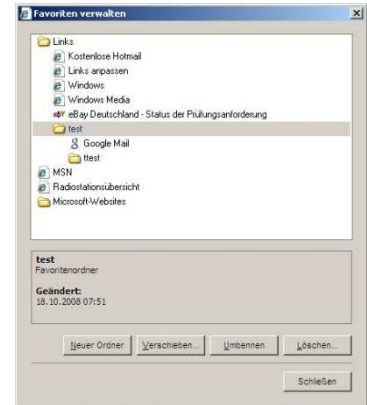 Favoriten verwalten
Links
Kostenlose Hotmail
Links anpassen
Windows
Windows Media
eBay Deutschland - Status der Prüfungsanforderung
test
Google Mail
ttest
MSN
Radiostationsübersicht
Microsoft-Websites
test
Favoritenordner
Geändert:
18.10.2008 07:51
Neuer Ordner Verschieben... Umbennen Löschen...
Schließen